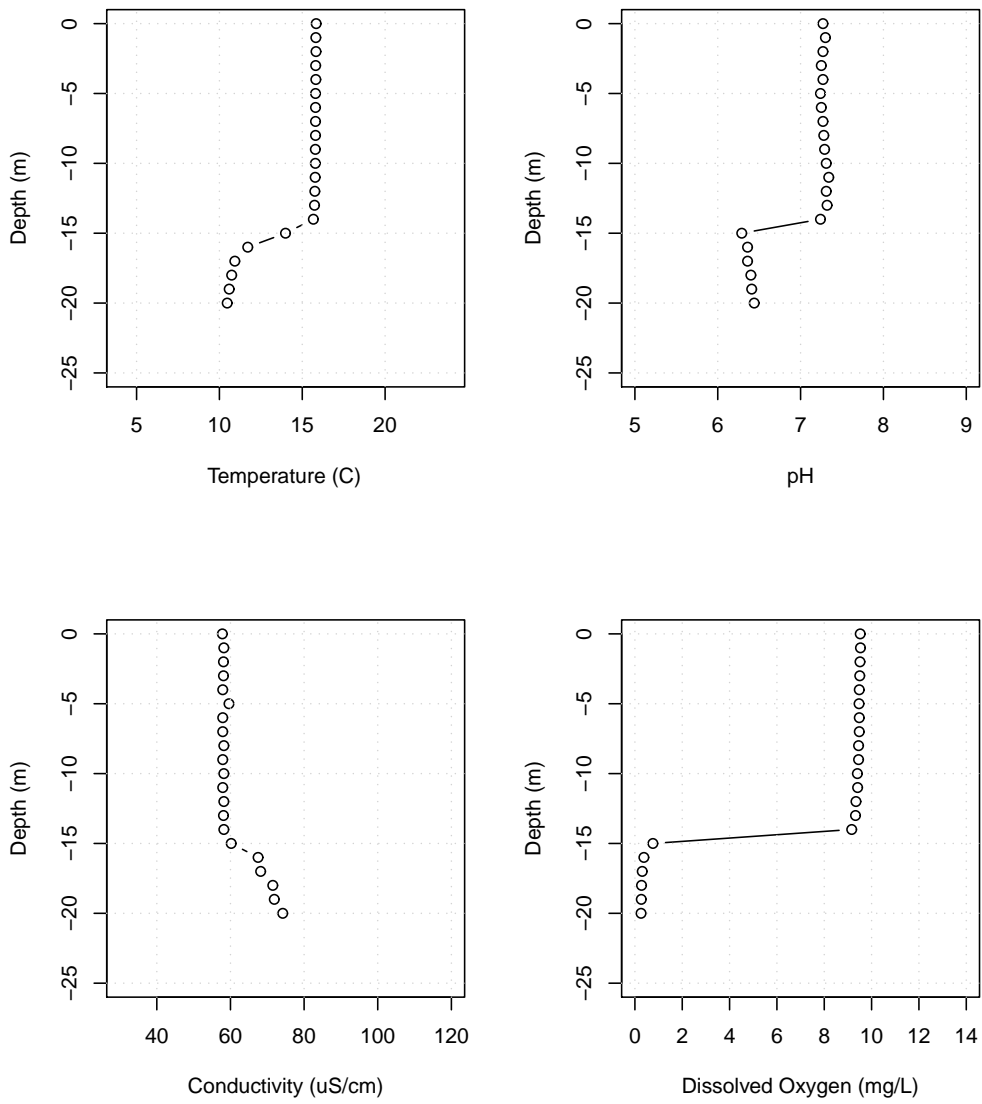 0
−5
−10
−15
−20
−25
Depth (m)
5 10 15 20
Temperature (C)
0
−5
−10
−15
−20
−25
Depth (m)
5 6 7 8 9
pH
0
−5
−10
−15
−20
−25
Depth (m)
40 60 80 100 120
Conductivity (uS/cm)
0
−5
−10
−15
−20
−25
Depth (m)
0 2 4 6 8 10 12 14
Dissolved Oxygen (mg/L)